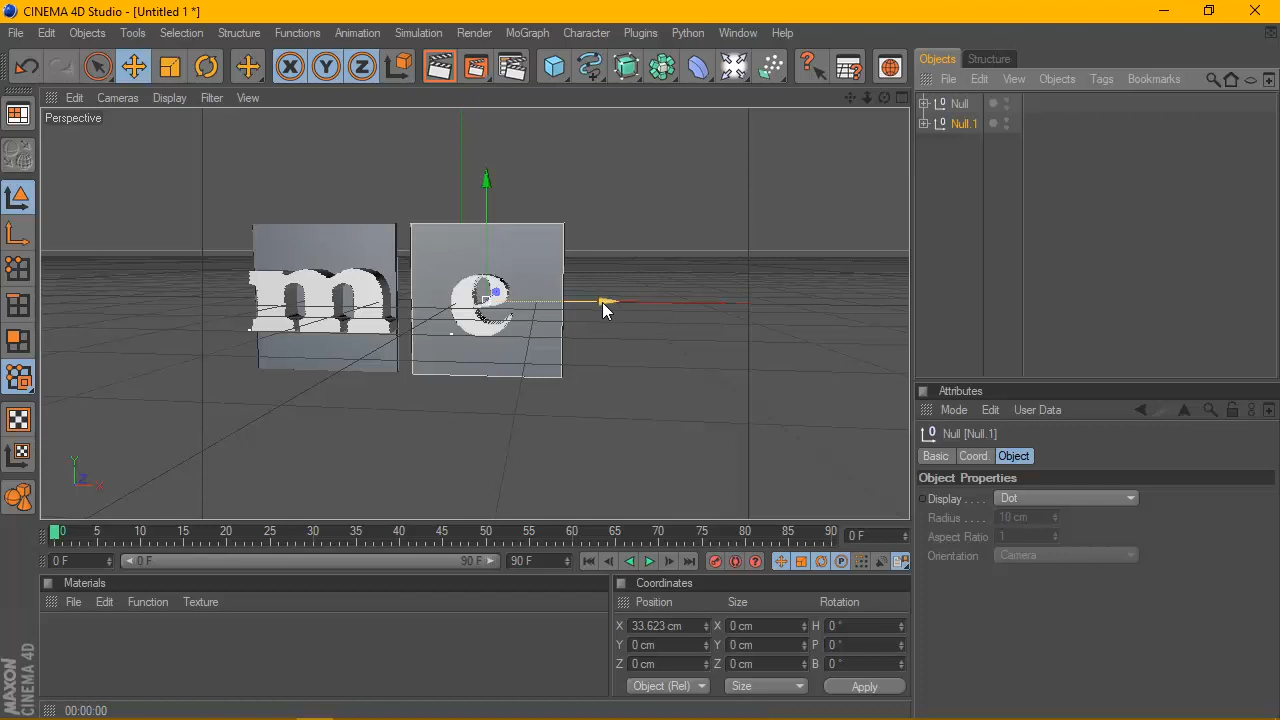 CINEMA 4D Studio - [Untitled 1 *]
File Edit Objects Tools Selection Structure Functions Animation Simulation Render MoGraph Character Plugins Python Window Help
X Y Z
Objects Structure
File Edit View Objects Tags Bookmarks
Edit Cameras Display Filter View
Perspective
Null
Null.1
m e
Y
Z X
Attributes
Mode Edit User Data
Null [Null.1]
Basic Coord. Object
Object Properties
Display . . . . Dot
Radius . . . . 10 cm
Aspect Ratio 1
Orientation Camera
0 5 10 15 20 25 30 35 40 45 50 55 60 65 70 75 80 85 90 0 F
0 F 0 F 90 F 90 F
Materials
File Edit Function Texture
Coordinates
Position Size Rotation
X 33.623 cm X 0 cm H 0 °
Y 0 cm Y 0 cm P 0 °
Z 0 cm Z 0 cm B 0 °
Object (Rel) Size Apply
MAXON
CINEMA 4D
00:00:00